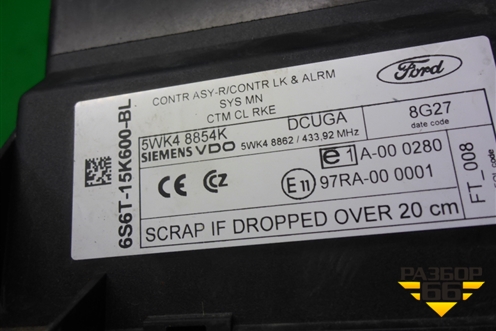 CONTR ASY-R/CONTR LK & ALRM
SYS MN
CTM CL RKE
Ford
6S6T-15K600-BL
5WK4 8854K
DCUGA
8G27
SIEMENS VDO
5WK4 8862 / 433.92 MHz
date code
e1 A-00 0280
CE
E11 97RA-00 0001
FT_008
SCRAP IF DROPPED OVER 20 cm
РАЗБОР
66